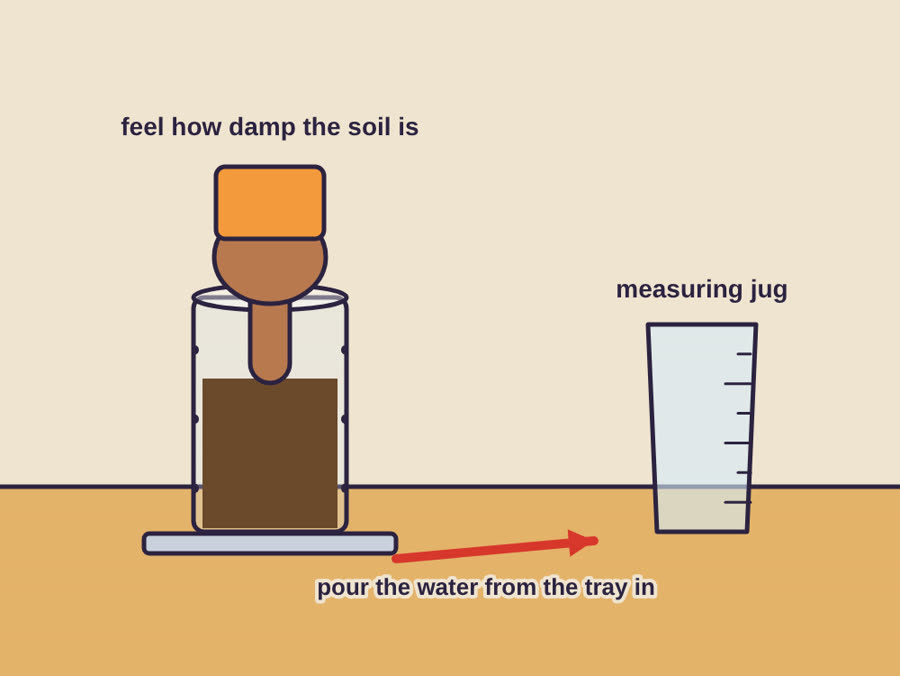 feel how damp the soil is
measuring jug
pour the water from the tray in